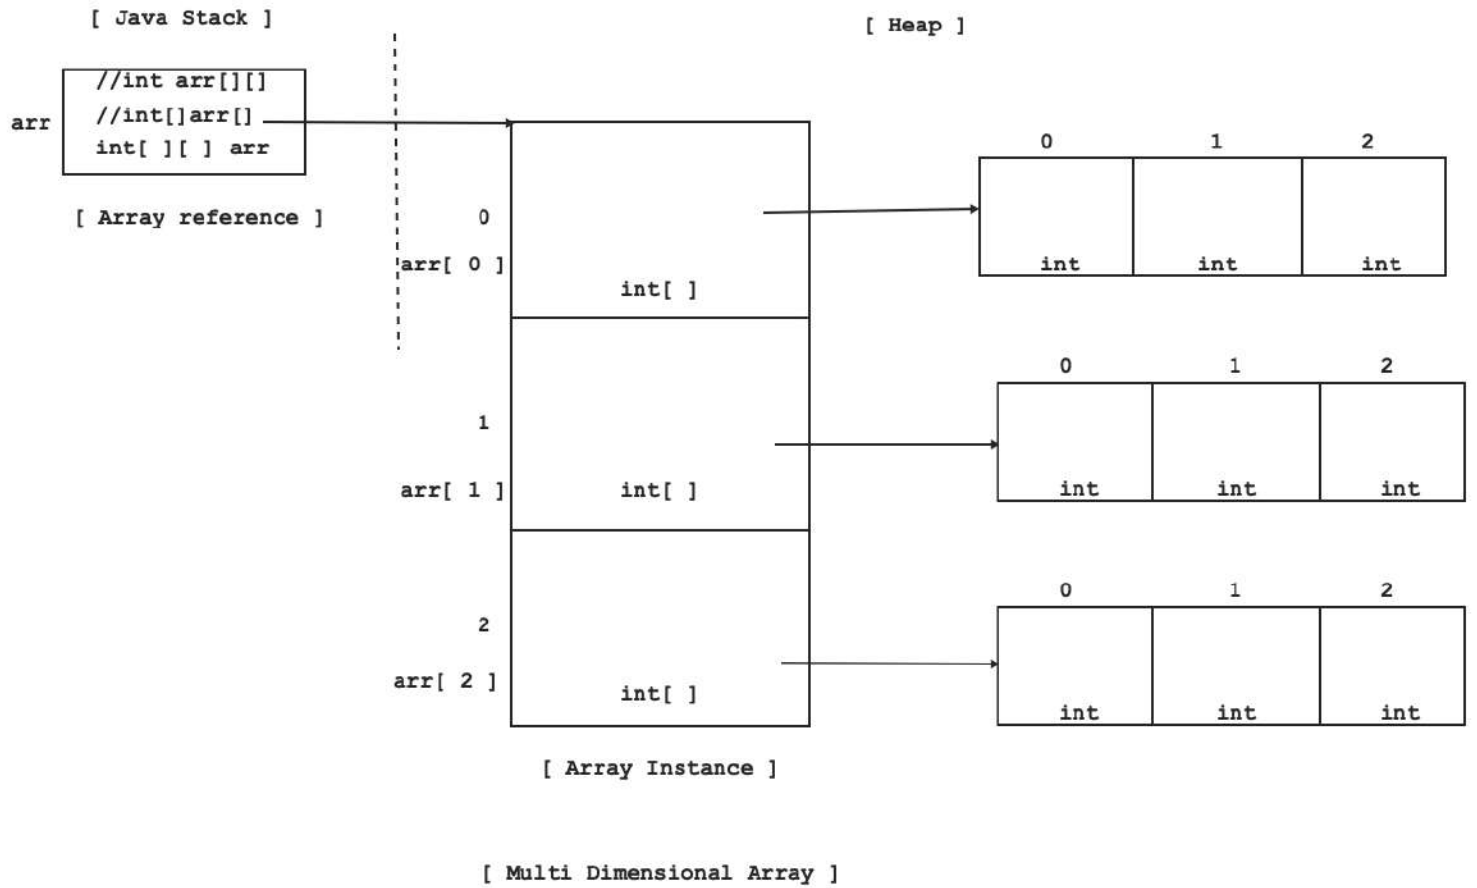 [ Java Stack ]
[ Heap ]
//int arr[][]
//int[]arr[]
int[ ][ ] arr
arr
[ Array reference ]
0
arr[ 0 ]
int[ ]
0 1 2
int int int
1
arr[ 1 ]
int[ ]
0 1 2
int int int
2
arr[ 2 ]
int[ ]
0 1 2
int int int
[ Array Instance ]
[ Multi Dimensional Array ]